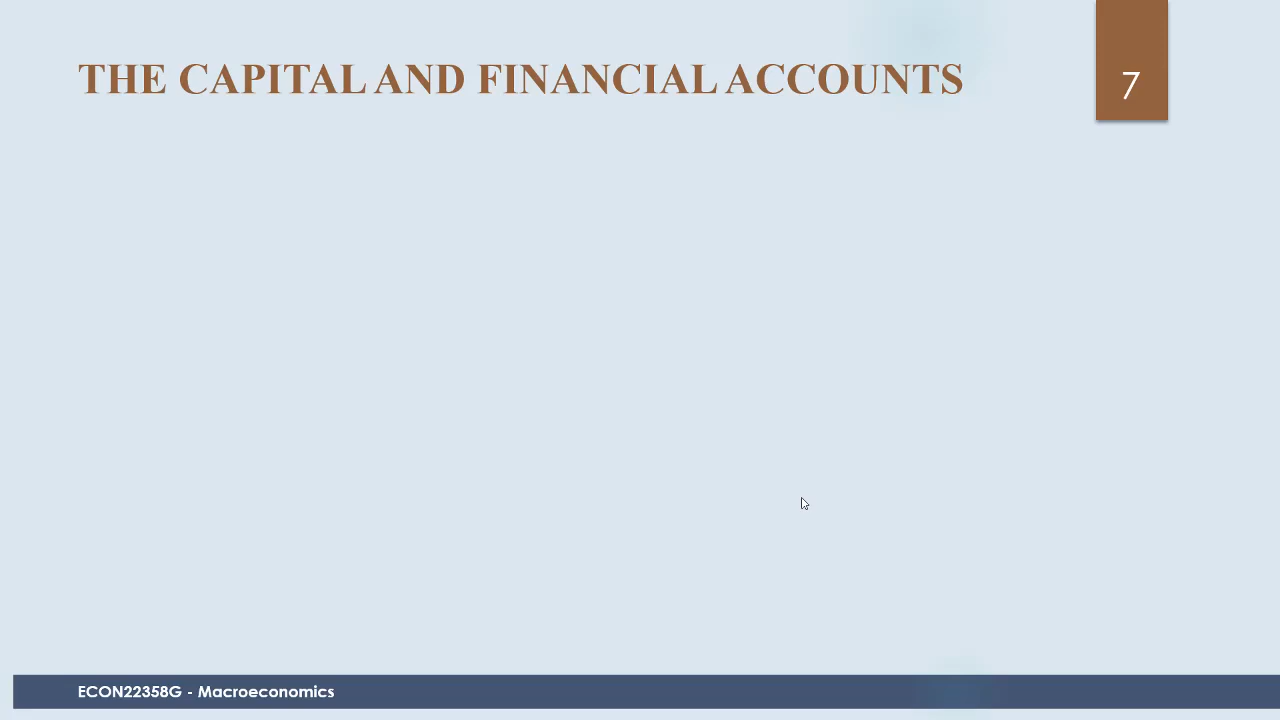 THE CAPITAL AND FINANCIAL ACCOUNTS
7
ECON22358G - Macroeconomics